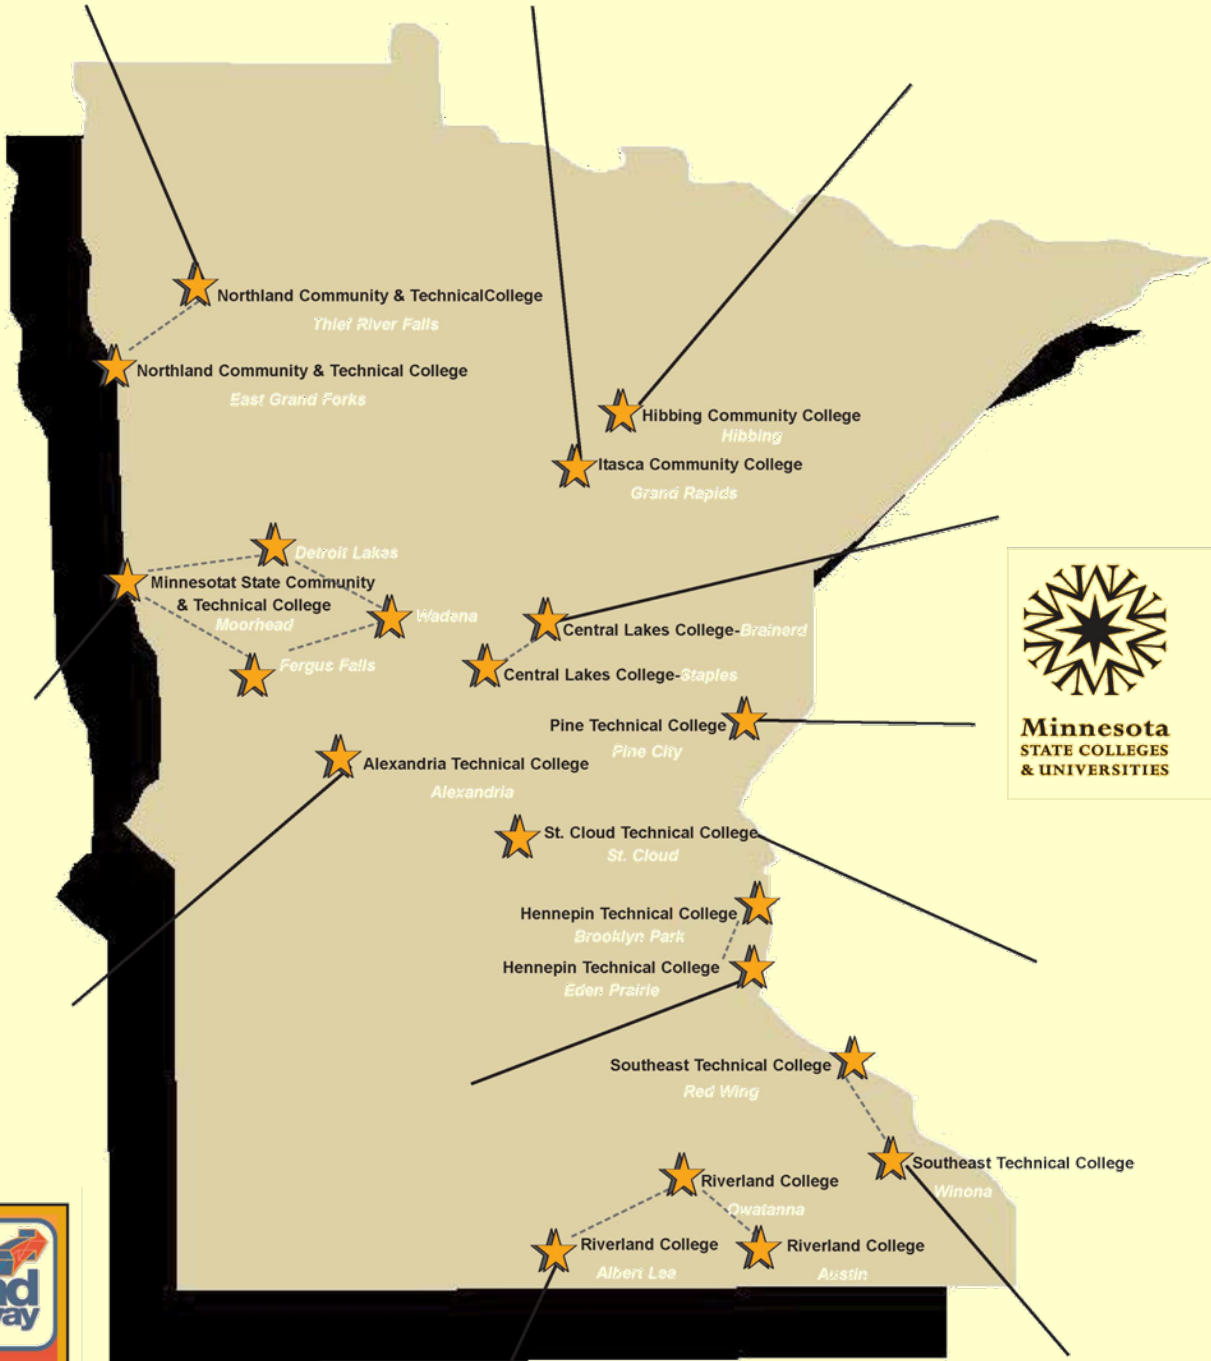 Northland Community & TechnicalCollege
Thief River Falls
Northland Community & Technical College
East Grand Forks
Hibbing Community College
Hibbing
Itasca Community College
Grand Rapids
Detroit Lakes
Minnesotat State Community
& Technical College
Moorhead
Wadena
Fergus Falls
Central Lakes College-Brainerd
Central Lakes College-Staples
Pine Technical College
Pine City
Minnesota
STATE COLLEGES
& UNIVERSITIES
Alexandria Technical College
Alexandria
St. Cloud Technical College
St. Cloud
Hennepin Technical College
Brooklyn Park
Hennepin Technical College
Eden Prairie
Southeast Technical College
Red Wing
Southeast Technical College
Winona
Riverland College
Owatanna
Riverland College
Albert Lea
Riverland College
Austin